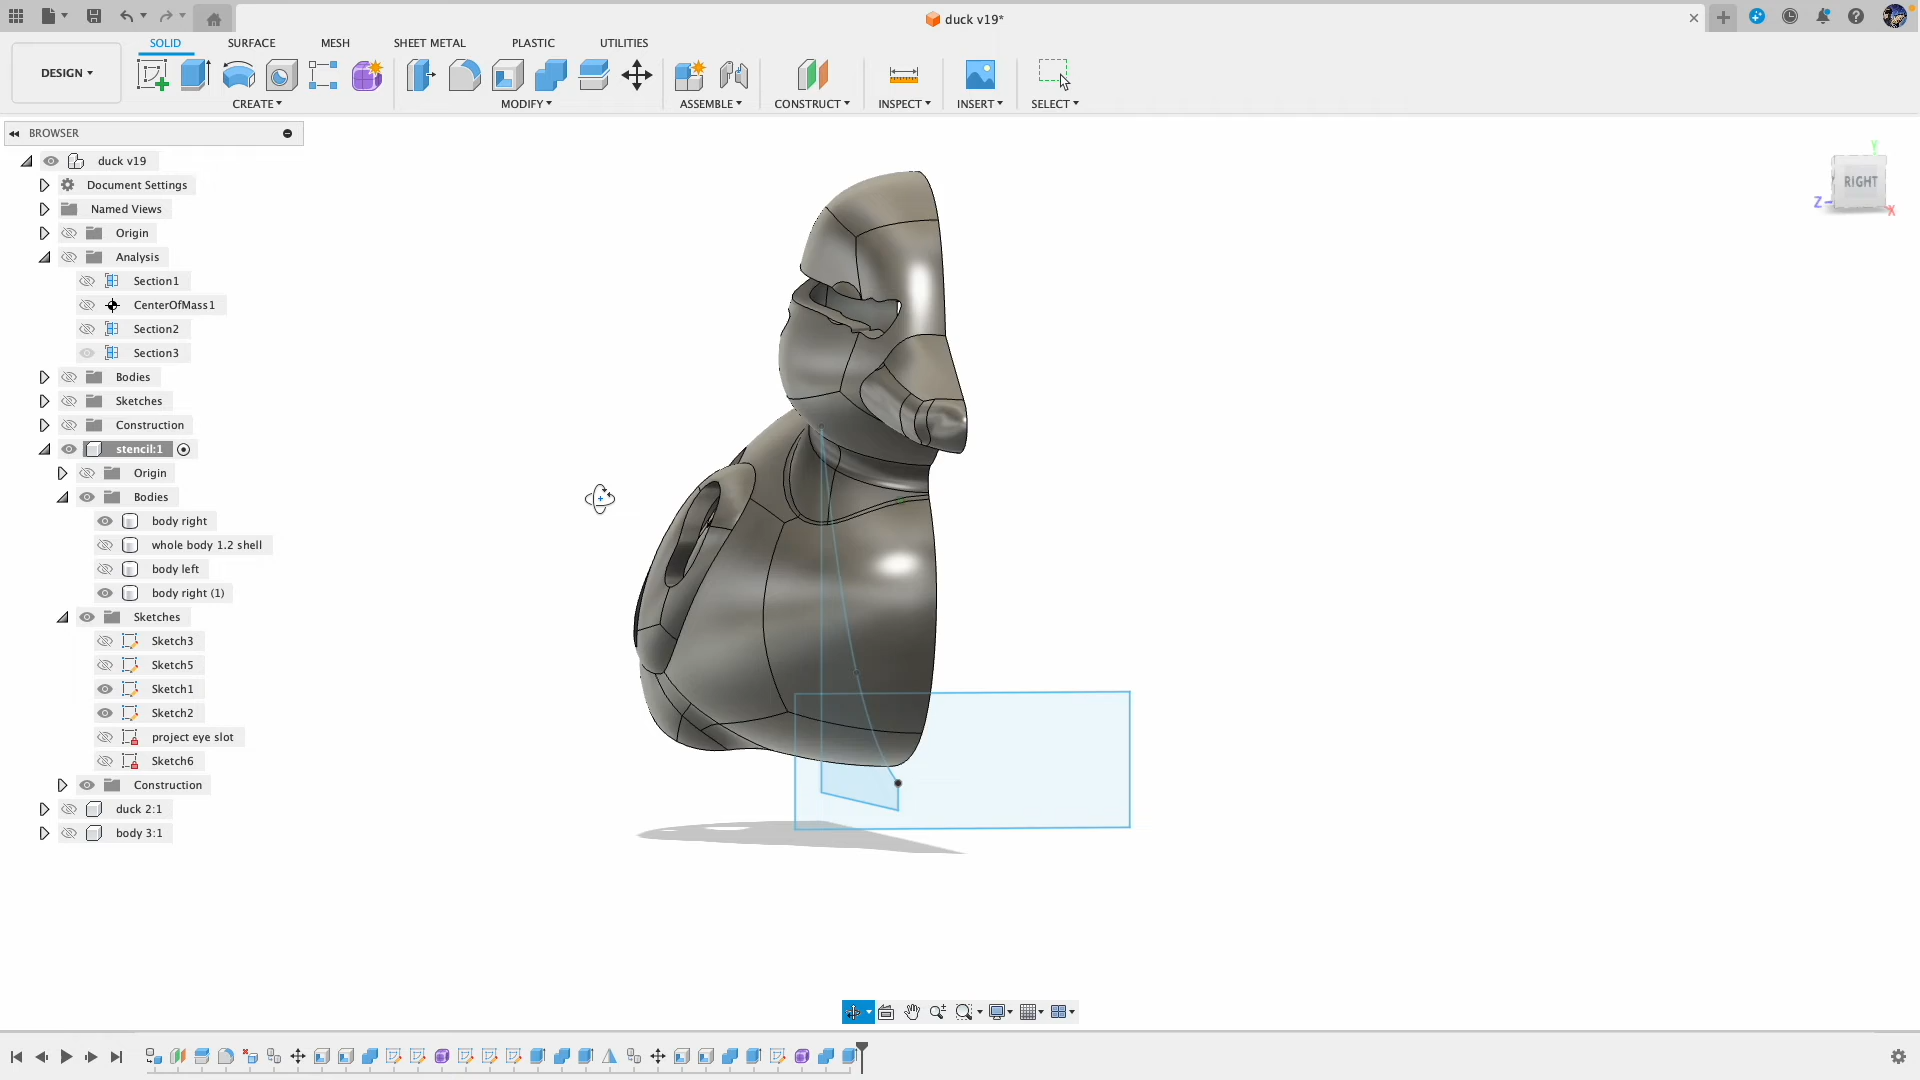 duck v19*
SOLID SURFACE MESH SHEET METAL PLASTIC UTILITIES
DESIGN
CREATE MODIFY ASSEMBLE CONSTRUCT INSPECT INSERT SELECT
BROWSER
duck v19
Document Settings
Named Views
Origin
Analysis
Section1
CenterOfMass1
Section2
Section3
Bodies
Sketches
Construction
stencil:1
Origin
Bodies
body right
whole body 1.2 shell
body left
body right (1)
Sketches
Sketch3
Sketch5
Sketch1
Sketch2
project eye slot
Sketch6
Construction
duck 2:1
body 3:1
Y
RIGHT
Z
X